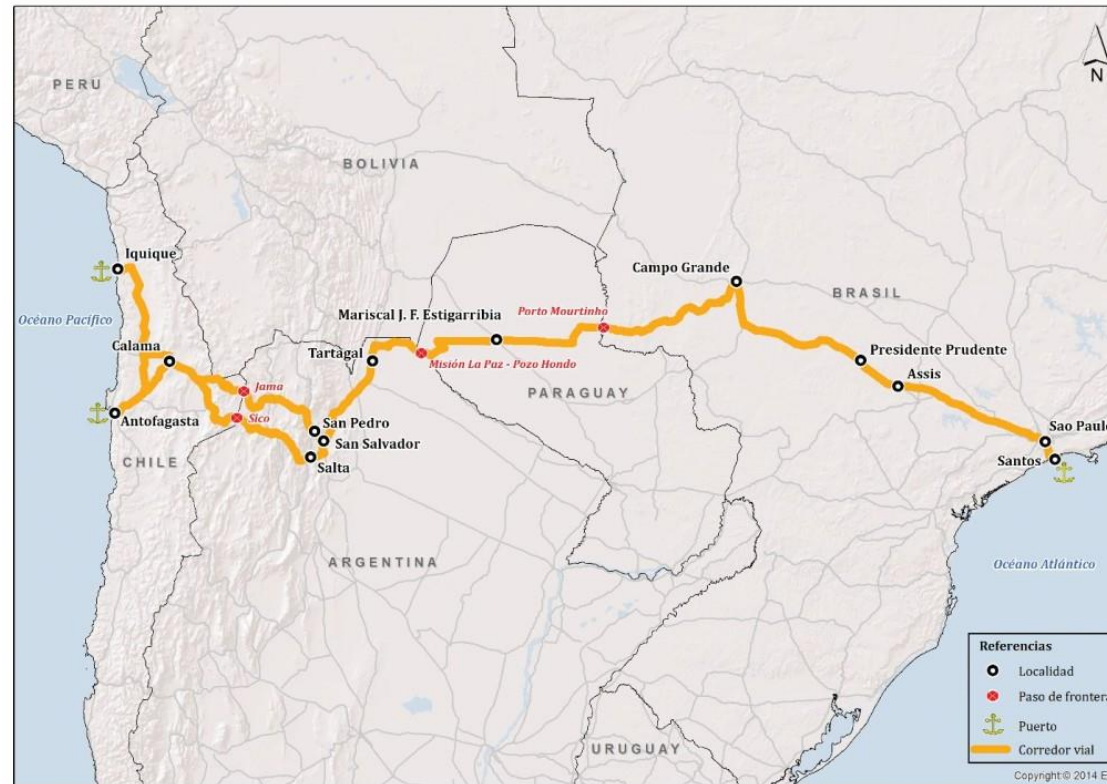 PERU
BOLIVIA
Iquique
Campo Grande
BRASIL
Océano Pacífico
Mariscal J. F. Estigarribia
Porto Mourtinho
Calama
Tartagal
Misión La Paz - Pozo Hondo
Presidente Prudente
Assis
Jama
PARAGUAY
Antofagasta
Sico
San Pedro
San Salvador
Sao Paulo
CHILE
Salta
Santos
ARGENTINA
Océano Atlántico
Referencias
Localidad
Paso de frontera
Puerto
Corredor vial
URUGUAY
Copyright © 2014 E
N